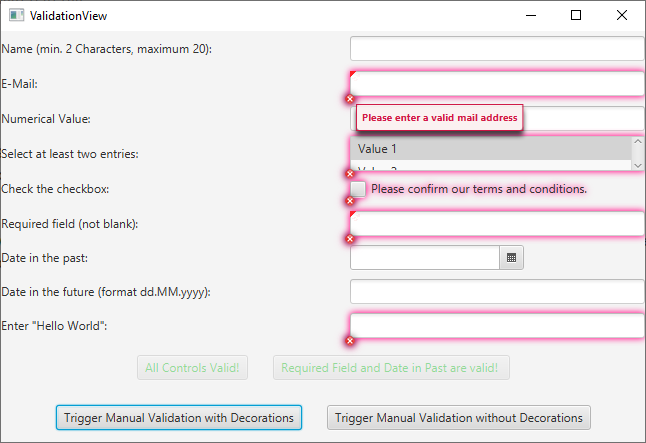 ValidationView
Name (min. 2 Characters, maximum 20):
E-Mail:
Please enter a valid mail address
Numerical Value:
Select at least two entries:
Value 1
Check the checkbox:
Please confirm our terms and conditions.
Required field (not blank):
Date in the past:
Date in the future (format dd.MM.yyyy):
Enter "Hello World":
All Controls Valid!
Required Field and Date in Past are valid!
Trigger Manual Validation with Decorations
Trigger Manual Validation without Decorations